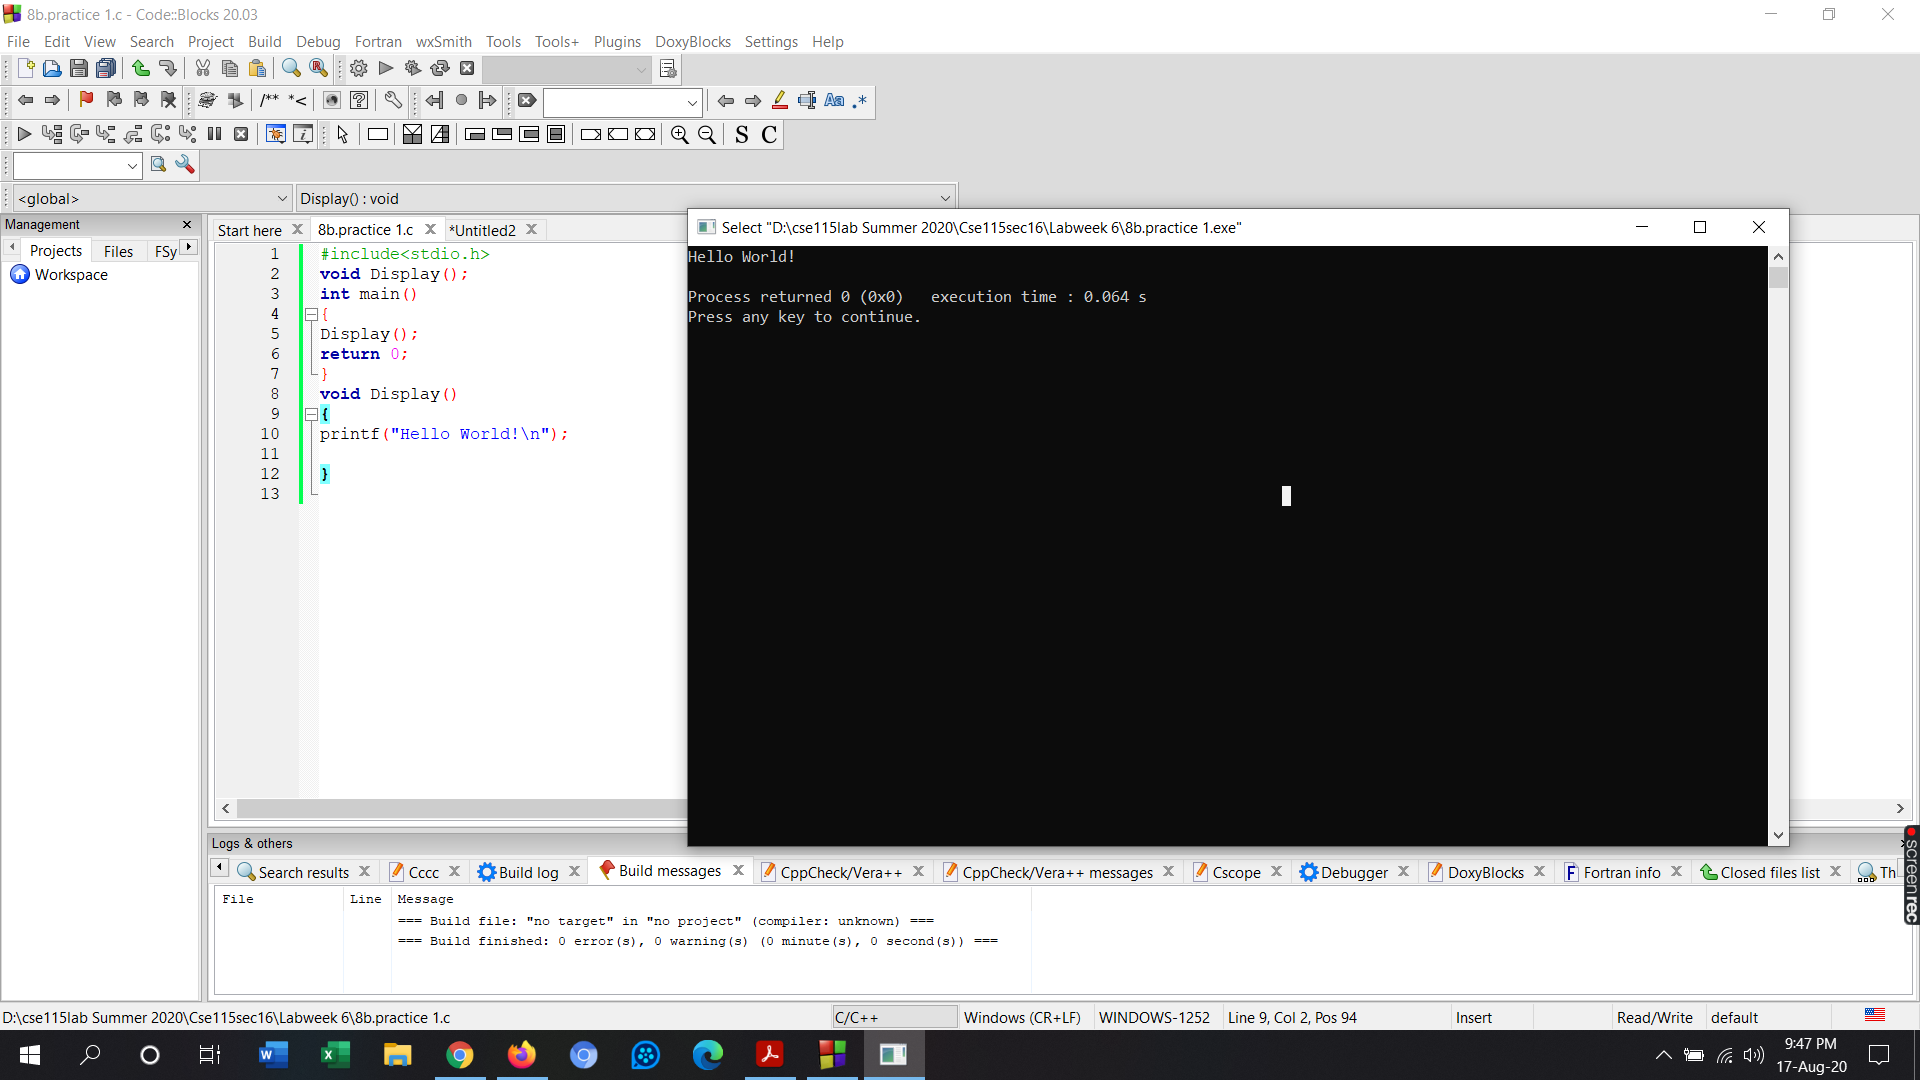 8b.practice 1.c - Code::Blocks 20.03
File Edit View Search Project Build Debug Fortran wxSmith Tools Tools+ Plugins DoxyBlocks Settings Help
/** *<
Aa .*
S C
<global> Display() : void
Management
Projects Files FSy
Workspace
Start here 8b.practice 1.c *Untitled2
1 #include<stdio.h>
2 void Display();
3 int main()
4 {
5 Display();
6 return 0;
7 }
8 void Display()
9 {
10 printf("Hello World!\n");
11
12 }
13
Select "D:\cse115lab Summer 2020\Cse115sec16\Labweek 6\8b.practice 1.exe"
Hello World!
Process returned 0 (0x0)   execution time : 0.064 s
Press any key to continue.
Logs & others
Search results Cccc Build log Build messages CppCheck/Vera++ CppCheck/Vera++ messages Cscope Debugger DoxyBlocks Fortran info Closed files list Th
File Line Message
=== Build file: "no target" in "no project" (compiler: unknown) ===
=== Build finished: 0 error(s), 0 warning(s) (0 minute(s), 0 second(s)) ===
screenrec
D:\cse115lab Summer 2020\Cse115sec16\Labweek 6\8b.practice 1.c C/C++ Windows (CR+LF) WINDOWS-1252 Line 9, Col 2, Pos 94 Insert Read/Write default
9:47 PM
17-Aug-20